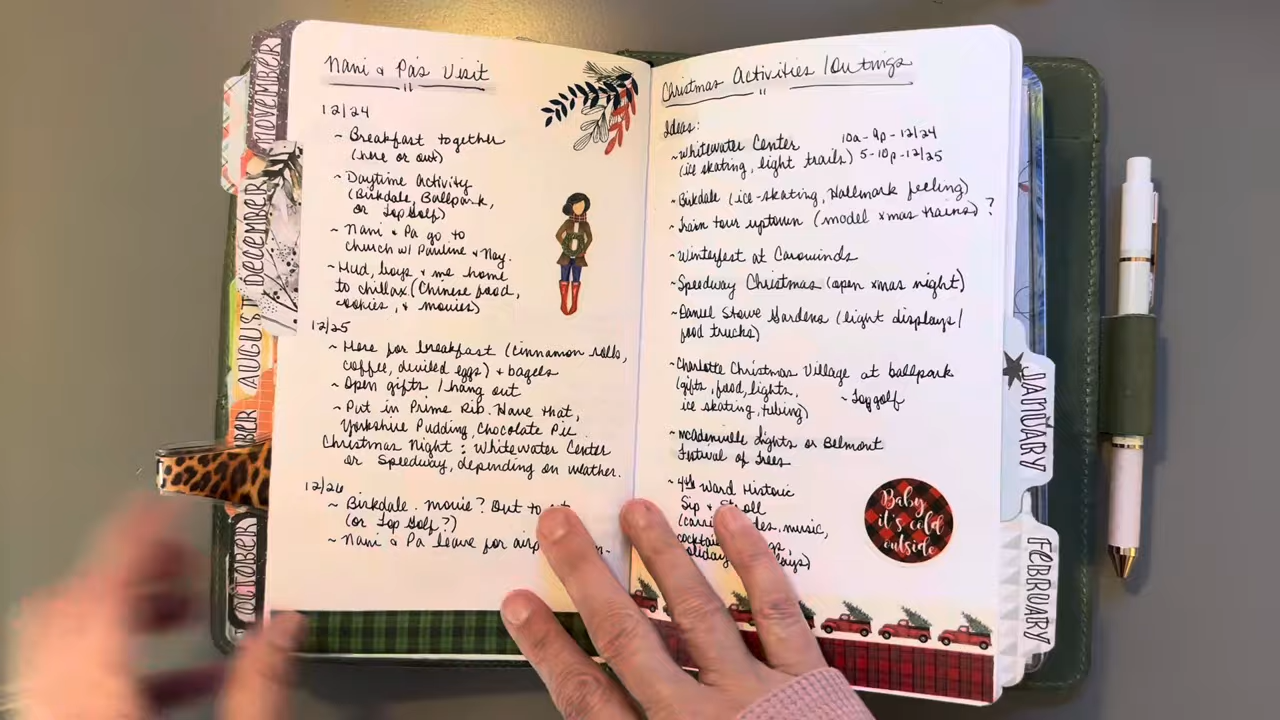 Nani & Pa's Visit
12/24
~ Breakfast together
(here or out)
~ Daytime Activity
(Birkdale, Ballpark,
or Top Golf)
~ Nani & Pa go to
church w/ Pauline & Nay.
~ Hud, boys & me home
to chillax (Chinese food,
cookies, & movies)
12/25
~ Here for breakfast (cinnamon rolls,
coffee, deviled eggs) + bagels
~ Open gifts / hang out
~ Put in Prime Rib. Have that,
Yorkshire Pudding, Chocolate Pie
Christmas Night: Whitewater Center
or Speedway, depending on weather.
12/26
~ Birkdale. movie? Out to
(or Top Golf?)
~ Nani & Pa leave for
Christmas Activities / Outings
Ideas:
~Whitewater Center 10a-9p-12/24
(ice skating, light trails) 5-10p-12/25
~Birkdale (ice-skating, Hallmark feeling)
~train tour uptown (model xmas trains) ?
~Winterfest at Carowinds
~Speedway Christmas (open xmas night)
~Daniel Stowe Gardens (light displays/
food trucks)
~Charlotte Christmas Village at ballpark
(gifts, food, lights,
ice skating, tubing)
~ Topgolf
~McAdenville Lights or Belmont
Festival of Trees
~4th Ward Historic
Sip &
music,
Baby
it's cold
outside
NOVEMBER
DECEMBER
AUGUST
OCTOBER
JANUARY
FEBRUARY